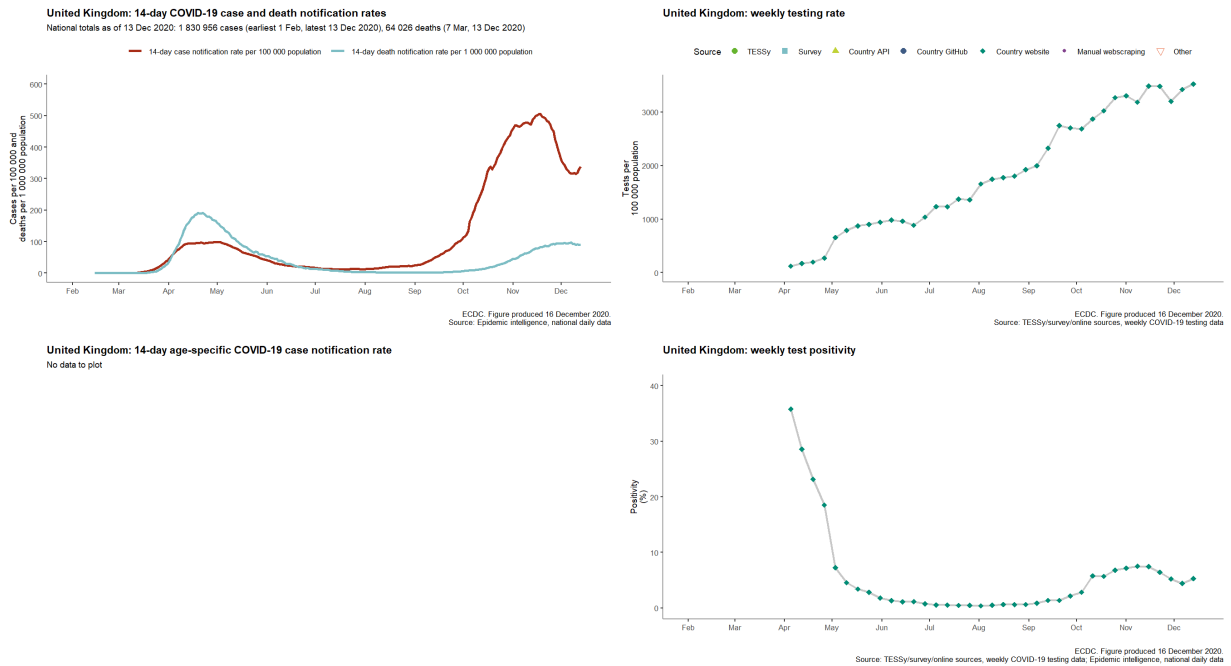 United Kingdom: 14-day COVID-19 case and death notification rates
National totals as of 13 Dec 2020: 1 830 956 cases (earliest 1 Feb, latest 13 Dec 2020), 64 026 deaths (7 Mar, 13 Dec 2020)
14-day case notification rate per 100 000 population
14-day death notification rate per 1 000 000 population
Cases per 100 000 and
deaths per 1 000 000 population
600
500
400
300
200
100
0
Feb Mar Apr May Jun Jul Aug Sep Oct Nov Dec
ECDC. Figure produced 16 December 2020.
Source: Epidemic intelligence, national daily data
United Kingdom: weekly testing rate
Source TESSy Survey Country API Country GitHub Country website Manual webscraping Other
Tests per
100 000 population
3000
2000
1000
0
Feb Mar Apr May Jun Jul Aug Sep Oct Nov Dec
ECDC. Figure produced 16 December 2020.
Source: TESSy/survey/online sources, weekly COVID-19 testing data
United Kingdom: 14-day age-specific COVID-19 case notification rate
No data to plot
United Kingdom: weekly test positivity
Positivity
(%)
40
30
20
10
0
Feb Mar Apr May Jun Jul Aug Sep Oct Nov Dec
ECDC. Figure produced 16 December 2020.
Source: TESSy/survey/online sources, weekly COVID-19 testing data; Epidemic intelligence, national daily data